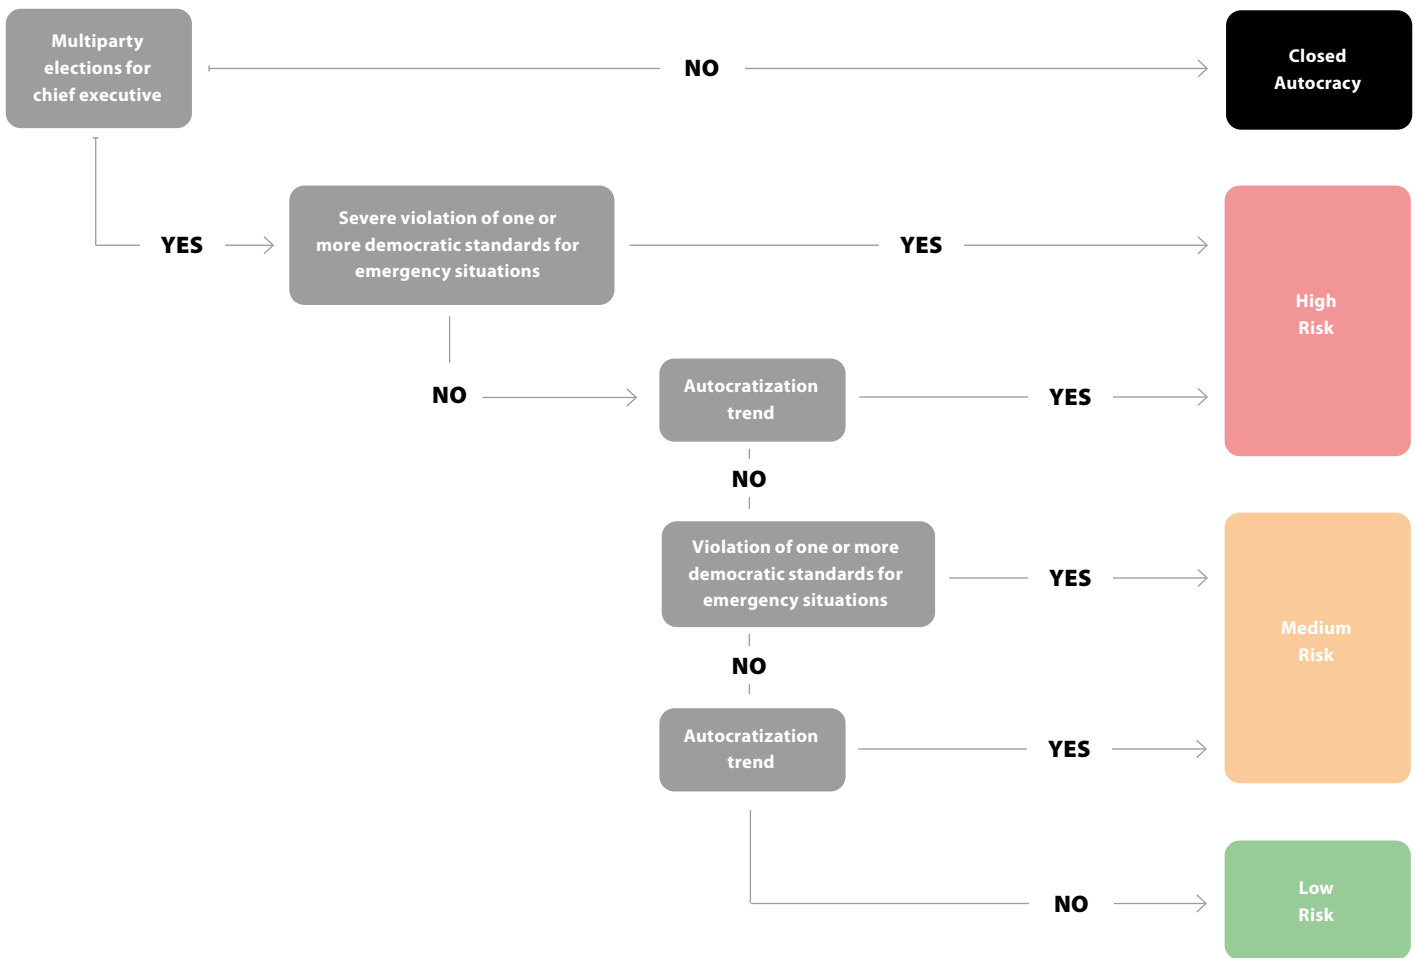 Multiparty
elections for
chief executive
NO
Closed
Autocracy
YES
Severe violation of one or
more democratic standards for
emergency situations
YES
High
Risk
NO
Autocratization
trend
YES
NO
Violation of one or more
democratic standards for
emergency situations
YES
Medium
Risk
NO
Autocratization
trend
YES
NO
Low
Risk